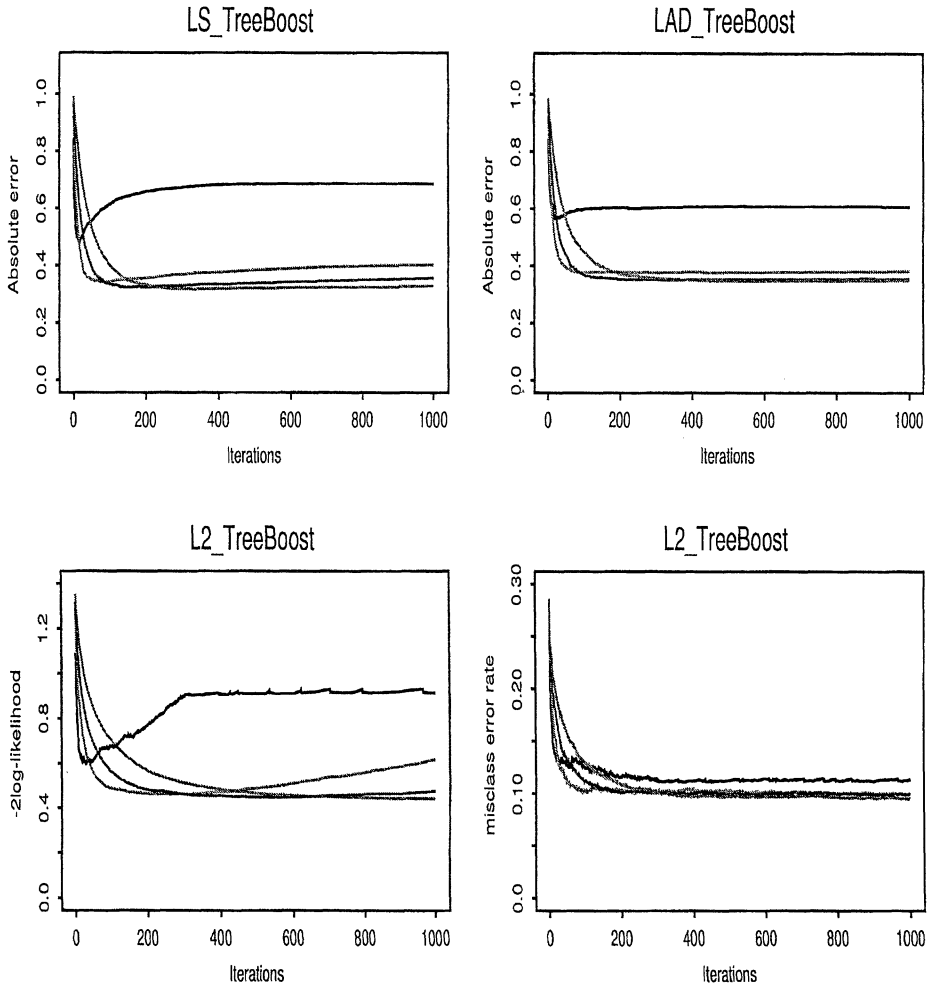 LS_TreeBoost
Absolute error
0.0 0.2 0.4 0.6 0.8 1.0
0 200 400 600 800 1000
Iterations
LAD_TreeBoost
Absolute error
0.0 0.2 0.4 0.6 0.8 1.0
0 200 400 600 800 1000
Iterations
L2_TreeBoost
-2log-likelihood
0.0 0.4 0.8 1.2
0 200 400 600 800 1000
Iterations
L2_TreeBoost
misclass error rate
0.0 0.10 0.20 0.30
0 200 400 600 800 1000
Iterations